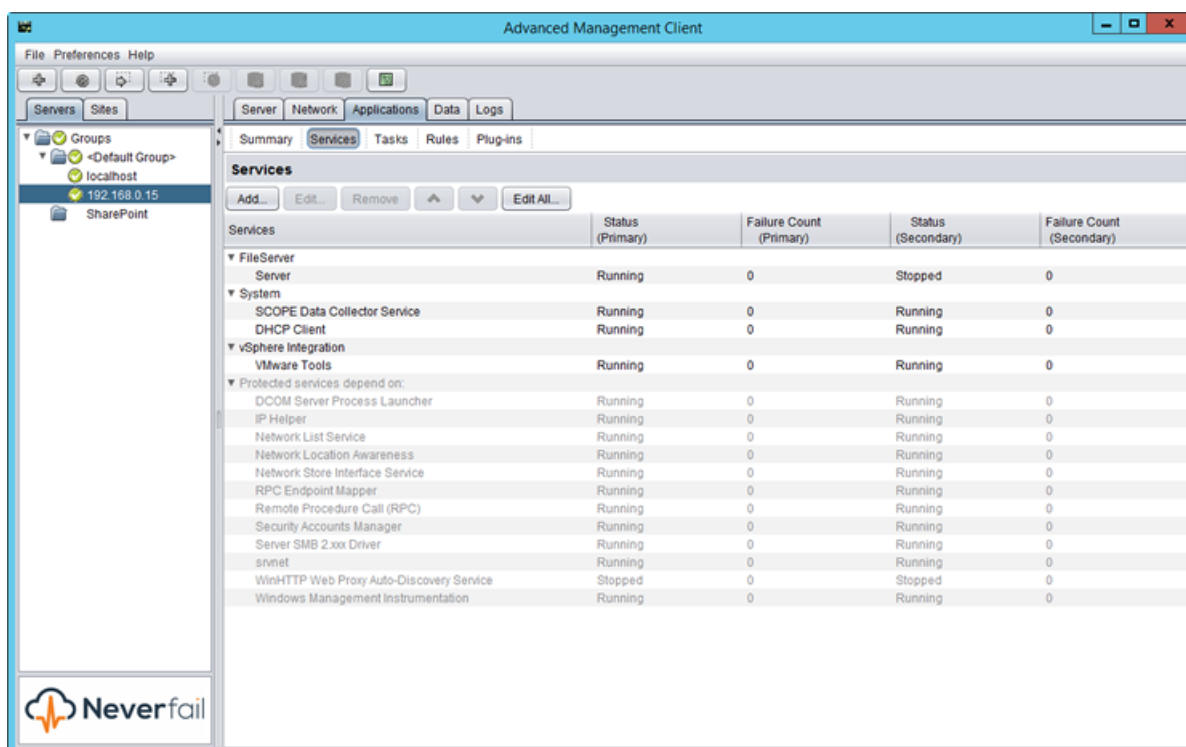 Advanced Management Client
File Preferences Help
Servers Sites
Server Network Applications Data Logs
Groups
<Default Group>
localhost
192.168.0.15
SharePoint
Summary Services Tasks Rules Plug-ins
Services
Add... Edit... Remove Edit All...
Services Status (Primary) Failure Count (Primary) Status (Secondary) Failure Count (Secondary)
FileServer
Server Running 0 Stopped 0
System
SCOPE Data Collector Service Running 0 Running 0
DHCP Client Running 0 Running 0
vSphere Integration
VMware Tools Running 0 Running 0
Protected services depend on:
DCOM Server Process Launcher Running 0 Running 0
IP Helper Running 0 Running 0
Network List Service Running 0 Running 0
Network Location Awareness Running 0 Running 0
Network Store Interface Service Running 0 Running 0
RPC Endpoint Mapper Running 0 Running 0
Remote Procedure Call (RPC) Running 0 Running 0
Security Accounts Manager Running 0 Running 0
Server SMB 2.xxx Driver Running 0 Running 0
srvnet Running 0 Running 0
WinHTTP Web Proxy Auto-Discovery Service Stopped 0 Stopped 0
Windows Management Instrumentation Running 0 Running 0
Neverfail